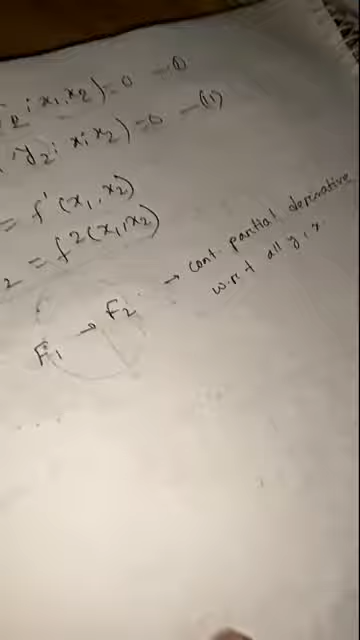 ; x1, x2) = 0 — (i)
y2; x1, x2) = 0 — (ii)
= f1 (x1, x2)
2 = f2 (x1, x2)
F1 → F2 → cont. partial derivative
w.r.t all y, x.